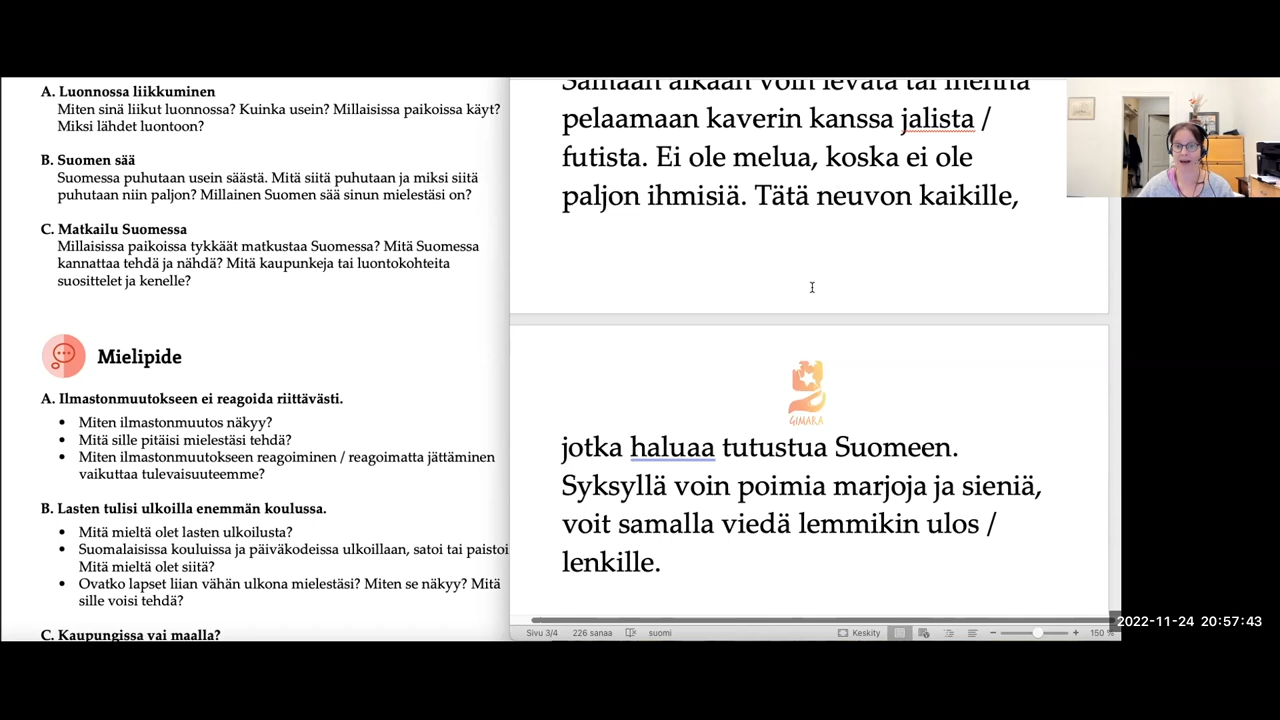 A. Luonnossa liikkuminen
Miten sinä liikut luonnossa? Kuinka usein? Millaisissa paikoissa käyt?
Miksi lähdet luontoon?
B. Suomen sää
Suomessa puhutaan usein säästä. Mitä siitä puhutaan ja miksi siitä
puhutaan niin paljon? Millainen Suomen sää sinun mielestäsi on?
C. Matkailu Suomessa
Millaisissa paikoissa tykkäät matkustaa Suomessa? Mitä Suomessa
kannattaa tehdä ja nähdä? Mitä kaupunkeja tai luontokohteita
suosittelet ja kenelle?
Mielipide
A. Ilmastonmuutokseen ei reagoida riittävästi.
• Miten ilmastonmuutos näkyy?
• Mitä sille pitäisi mielestäsi tehdä?
• Miten ilmastonmuutokseen reagoiminen / reagoimatta jättäminen
vaikuttaa tulevaisuuteemme?
B. Lasten tulisi ulkoilla enemmän koulussa.
• Mitä mieltä olet lasten ulkoilusta?
• Suomalaisissa kouluissa ja päiväkodeissa ulkoillaan, satoi tai paistoi
Mitä mieltä olet siitä?
• Ovatko lapset liian vähän ulkona mielestäsi? Miten se näkyy? Mitä
sille voisi tehdä?
C. Kaupungissa vai maalla?
Samaan aikaan voin levätä tai mennä
pelaamaan kaverin kanssa jalista /
futista. Ei ole melua, koska ei ole
paljon ihmisiä. Tätä neuvon kaikille,
GIMARA
jotka haluaa tutustua Suomeen.
Syksyllä voin poimia marjoja ja sieniä,
voit samalla viedä lemmikin ulos /
lenkille.
Sivu 3/4 226 sanaa suomi Keskity 150 %
2022-11-24 20:57:43